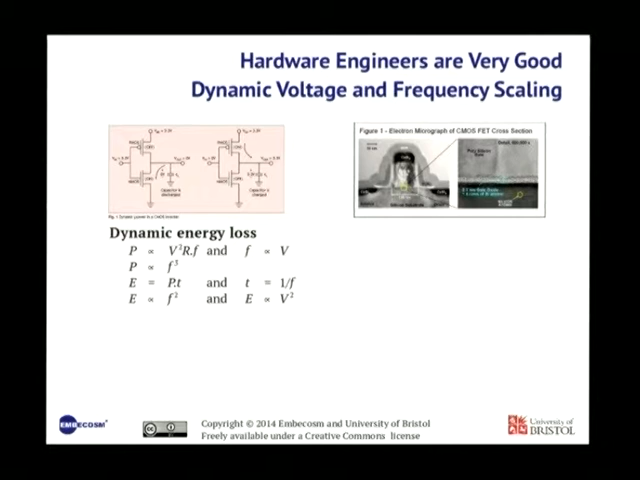 Hardware Engineers are Very Good
Dynamic Voltage and Frequency Scaling
Figure 1 - Electron Micrograph of CMOS FET Cross Section
Dynamic energy loss
P ∝ V²R.f and f ∝ V
P ∝ f³
E = P.t and t = 1/f
E ∝ f² and E ∝ V²
EMBECOSM®
Copyright © 2014 Embecosm and University of Bristol
Freely available under a Creative Commons license
University of
BRISTOL